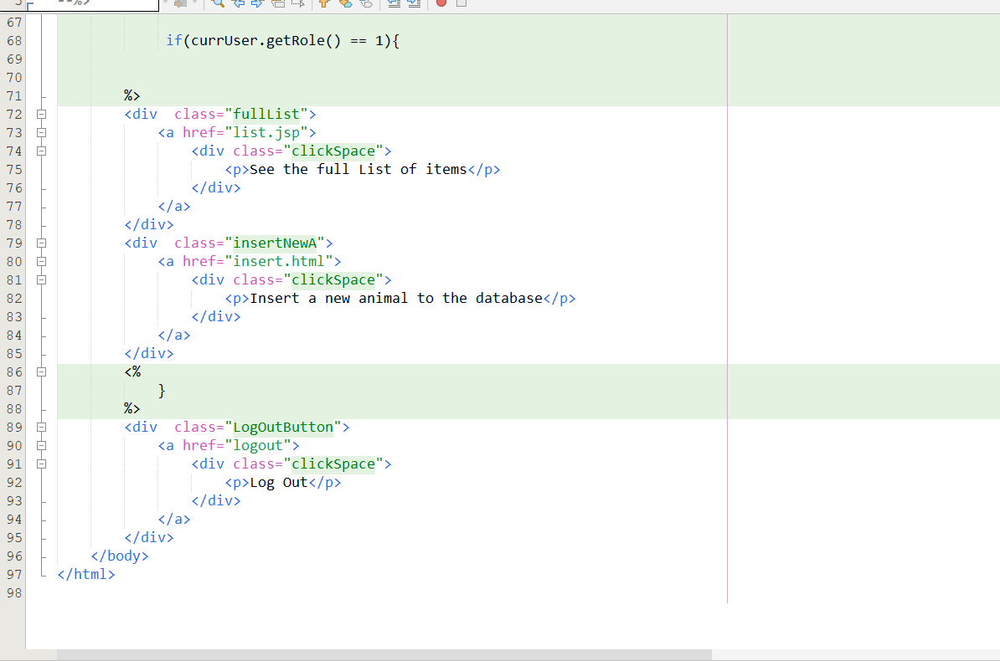 5 --%>
67
68 if(currUser.getRole() == 1){
69
70
71 %>
72 <div  class="fullList">
73 <a href="list.jsp">
74 <div class="clickSpace">
75 <p>See the full List of items</p>
76 </div>
77 </a>
78 </div>
79 <div  class="insertNewA">
80 <a href="insert.html">
81 <div class="clickSpace">
82 <p>Insert a new animal to the database</p>
83 </div>
84 </a>
85 </div>
86 <%
87 }
88 %>
89 <div  class="LogOutButton">
90 <a href="logout">
91 <div class="clickSpace">
92 <p>Log Out</p>
93 </div>
94 </a>
95 </div>
96 </body>
97 </html>
98